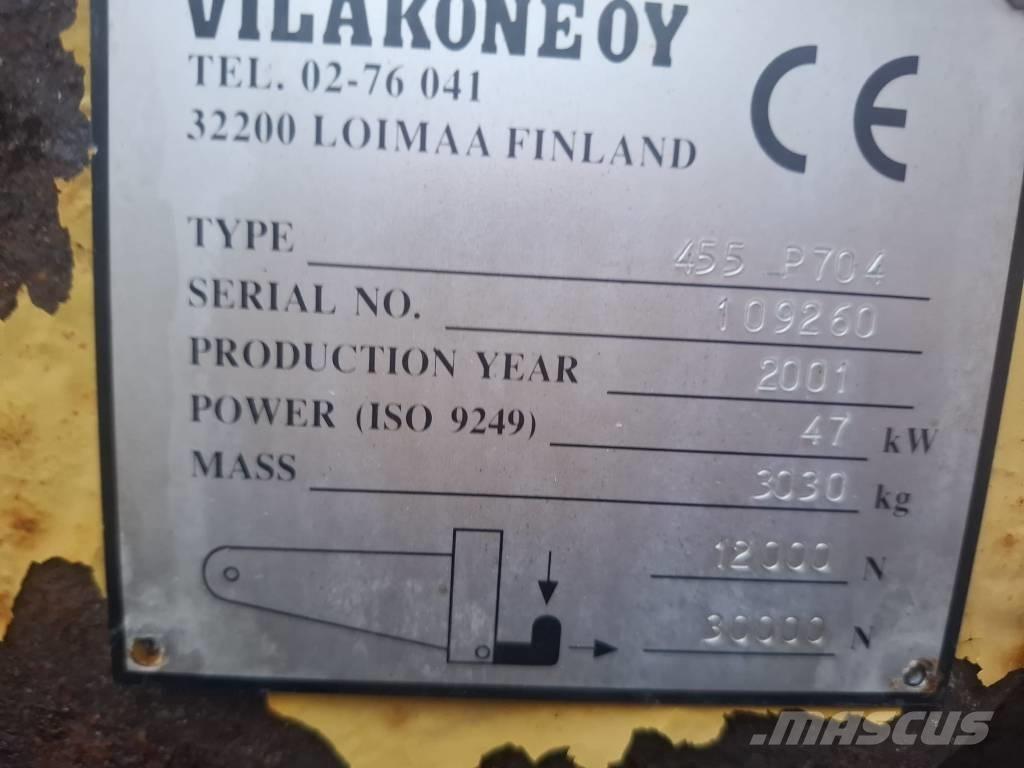 VILAKONE OY
TEL. 02-76 041
32200 LOIMAA FINLAND
CE
TYPE 455 P704
SERIAL NO. 109260
PRODUCTION YEAR 2001
POWER (ISO 9249) 47 kW
MASS 3030 kg
12000 N
30000 N
MASCUS